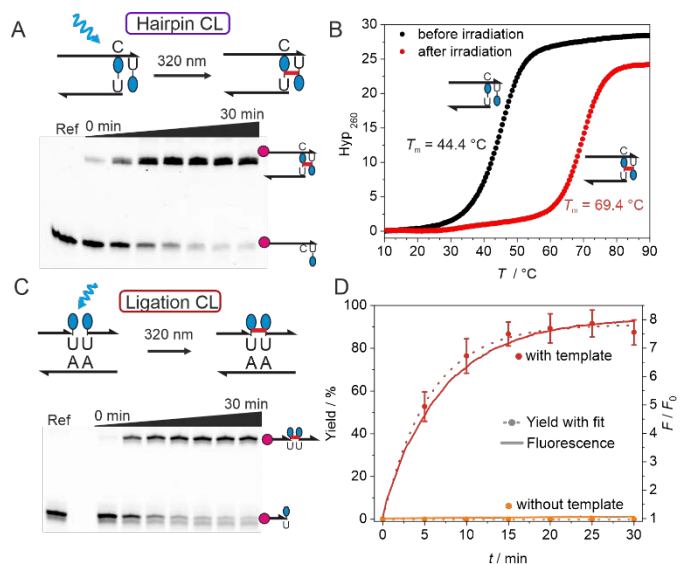 A
Hairpin CL
C
U
U
320 nm
C
U
U
Ref 0 min
30 min
C
U
U
C U
B
before irradiation
after irradiation
Hyp260
30
25
20
15
10
5
0
Tm = 44.4 °C
C
U
U
Tm = 69.4 °C
10 20 30 40 50 60 70 80 90
T / °C
C
Ligation CL
U U
A A
320 nm
U U
A A
Ref
0 min
30 min
U U
U
D
Yield / %
100
80
60
40
20
0
with template
Yield with fit
Fluorescence
without template
F / F0
8
7
6
5
4
3
2
1
0 5 10 15 20 25 30
t / min